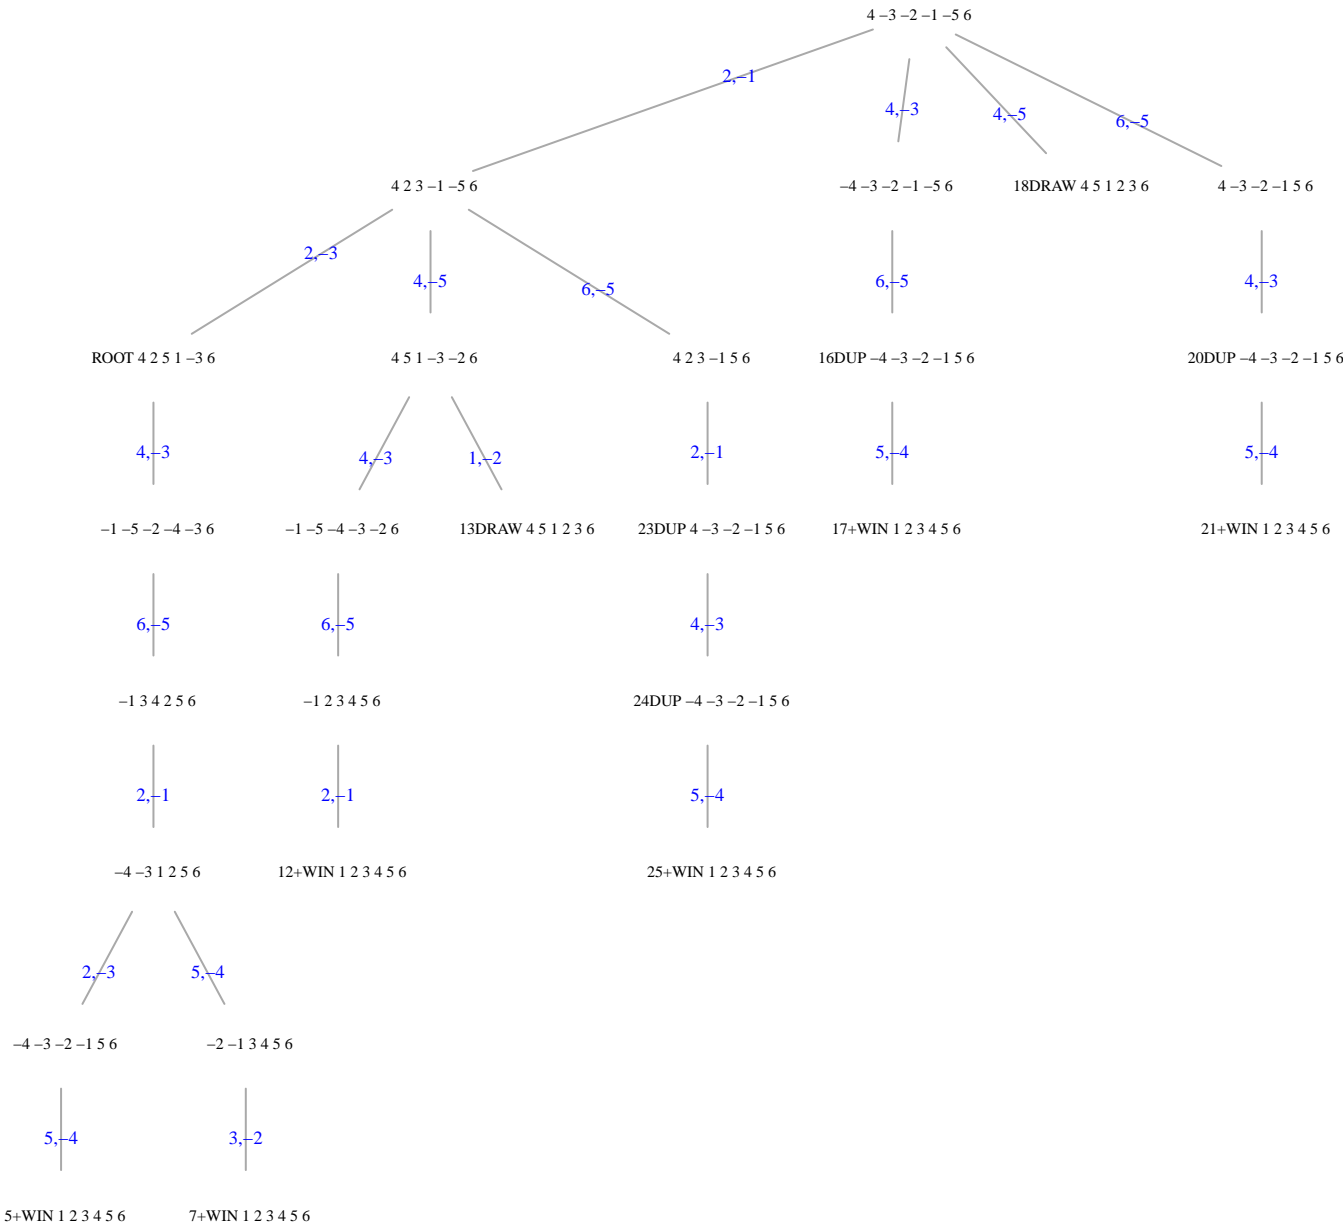 4 –3 –2 –1 –5 6
2,–1
4,–3
4,–5
6,–5
4 2 3 –1 –5 6
–4 –3 –2 –1 –5 6
18DRAW 4 5 1 2 3 6
4 –3 –2 –1 5 6
2,–3
4,–5
6,–5
6,–5
4,–3
ROOT 4 2 5 1 –3 6
4 5 1 –3 –2 6
4 2 3 –1 5 6
16DUP –4 –3 –2 –1 5 6
20DUP –4 –3 –2 –1 5 6
4,–3
4,–3
1,–2
2,–1
5,–4
5,–4
–1 –5 –2 –4 –3 6
–1 –5 –4 –3 –2 6
13DRAW 4 5 1 2 3 6
23DUP 4 –3 –2 –1 5 6
17+WIN 1 2 3 4 5 6
21+WIN 1 2 3 4 5 6
6,–5
6,–5
4,–3
–1 3 4 2 5 6
–1 2 3 4 5 6
24DUP –4 –3 –2 –1 5 6
2,–1
2,–1
5,–4
–4 –3 1 2 5 6
12+WIN 1 2 3 4 5 6
25+WIN 1 2 3 4 5 6
2,–3
5,–4
–4 –3 –2 –1 5 6
–2 –1 3 4 5 6
5,–4
3,–2
5+WIN 1 2 3 4 5 6
7+WIN 1 2 3 4 5 6